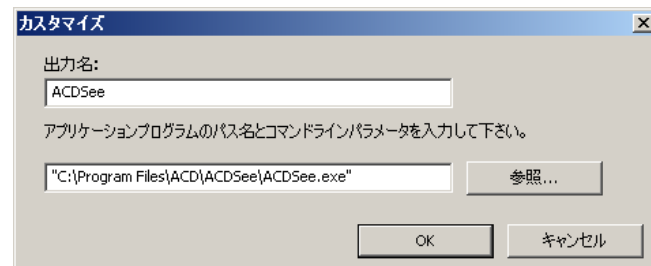 カスタマイズ
出力名:
ACDSee
アプリケーションプログラムのパス名とコマンドラインパラメータを入力して下さい。
"C:\Program Files\ACD\ACDSee\ACDSee.exe"
参照...
OK
キャンセル